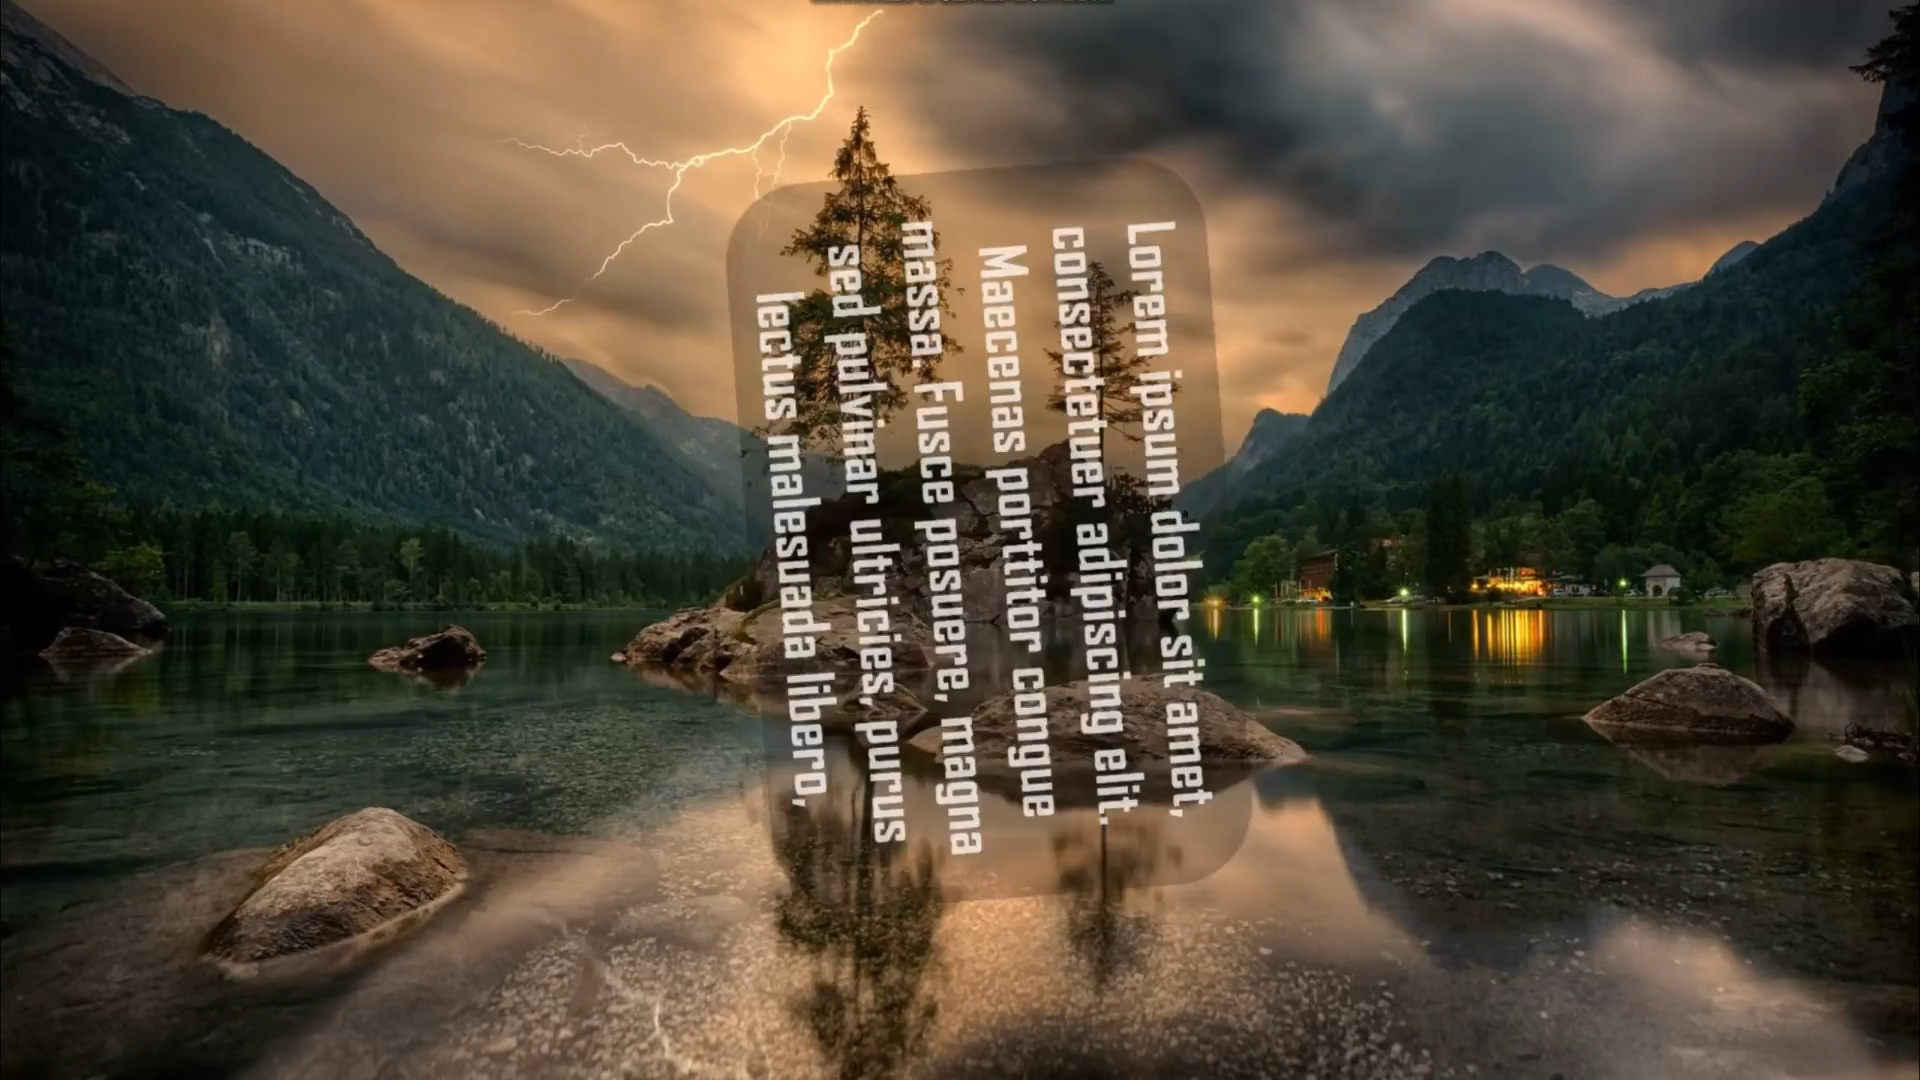 Lorem ipsum dolor sit amet,
consectetuer adipiscing elit.
Maecenas porttitor congue
massa. Fusce posuere, magna
sed pulvinar ultricies, purus
lectus malesuada libero,